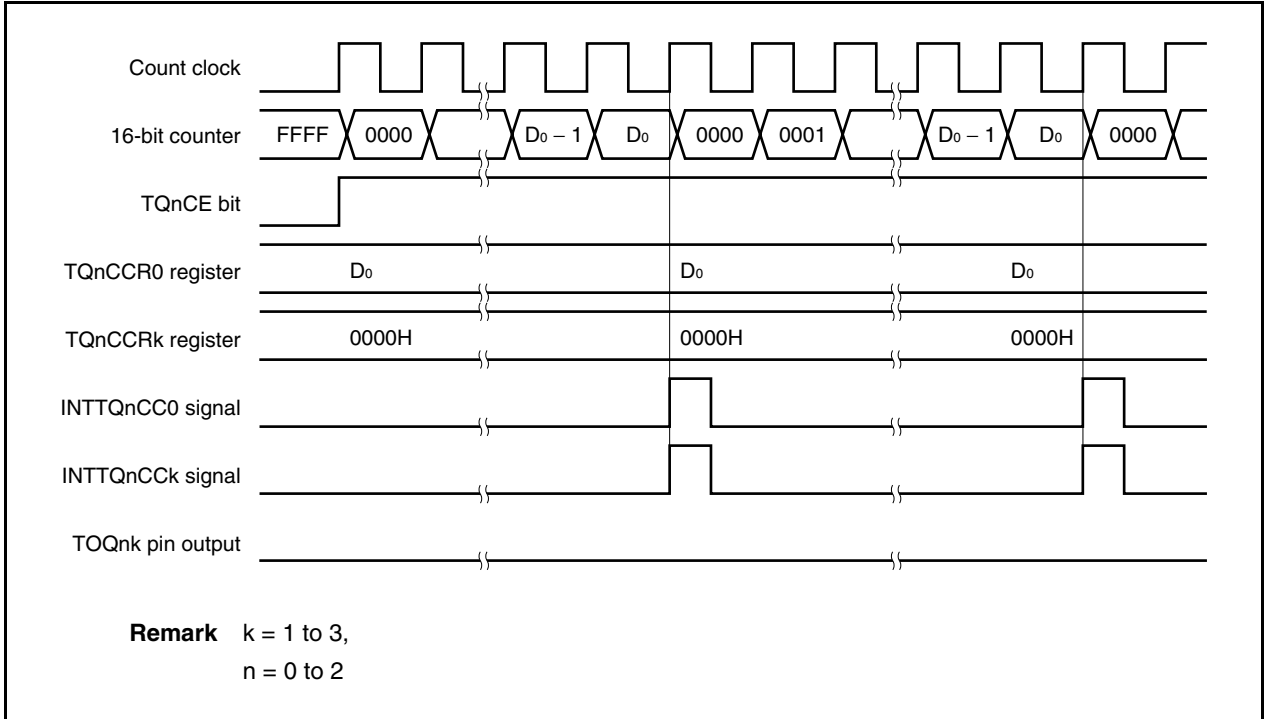 Count clock
16-bit counter FFFF 0000 D₀ − 1 D₀ 0000 0001 D₀ − 1 D₀ 0000
TQnCE bit
TQnCCR0 register D₀ D₀ D₀
TQnCCRk register 0000H 0000H 0000H
INTTQnCC0 signal
INTTQnCCk signal
TOQnk pin output
Remark k = 1 to 3,
n = 0 to 2